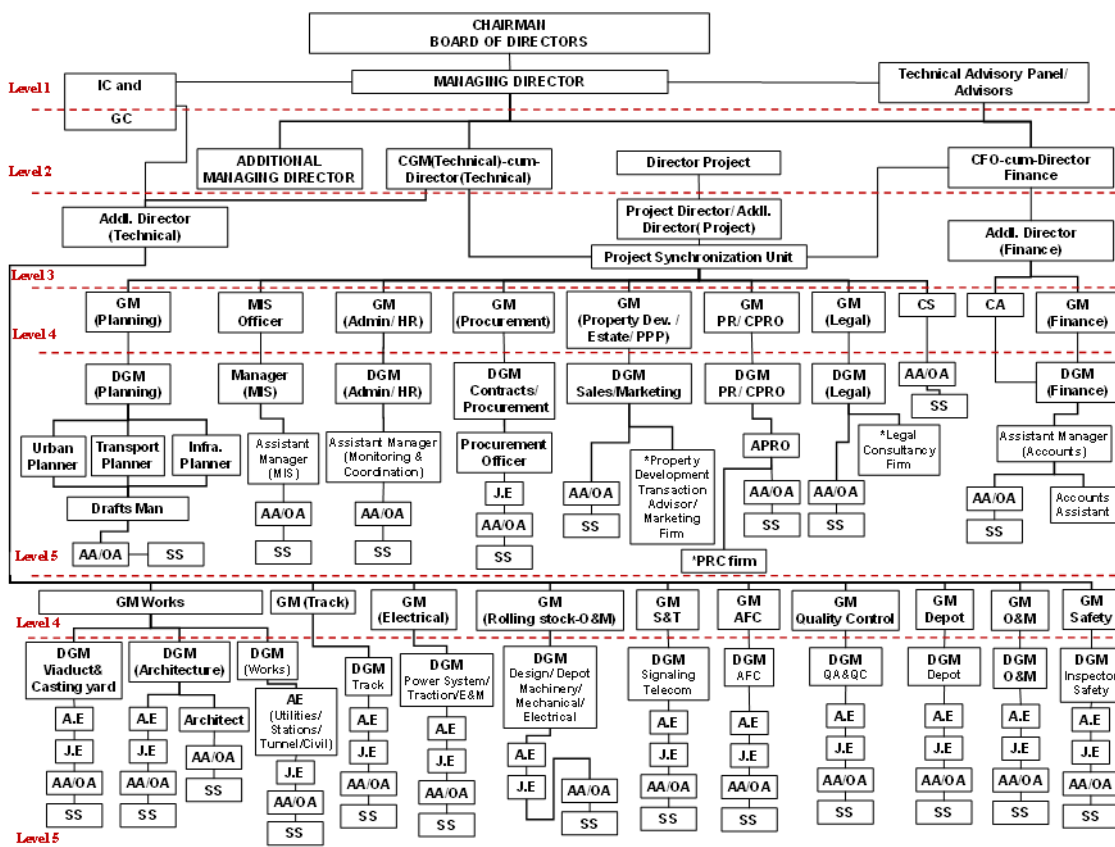 CHAIRMAN
BOARD OF DIRECTORS
Level 1
IC and
GC
MANAGING DIRECTOR
Technical Advisory Panel/
Advisors
Level 2
ADDITIONAL
MANAGING DIRECTOR
CGM(Technical)-cum-
Director(Technical)
Director Project
CFO-cum-Director
Finance
Addl. Director
(Technical)
Project Director/ Addl.
Director( Project)
Addl. Director
(Finance)
Project Synchronization Unit
Level 3
GM
(Planning)
MIS
Officer
GM
(Admin/ HR)
GM
(Procurement)
GM
(Property Dev. /
Estate/ PPP)
GM
PR/ CPRO
GM
(Legal)
CS
CA
GM
(Finance)
Level 4
DGM
(Planning)
Manager
(MIS)
DGM
(Admin/ HR)
DGM
Contracts/
Procurement
DGM
Sales/Marketing
DGM
PR/ CPRO
DGM
(Legal)
AA/OA
SS
DGM
(Finance)
Urban
Planner
Transport
Planner
Infra.
Planner
Drafts Man
AA/OA
SS
Assistant
Manager
(MIS)
AA/OA
SS
Assistant Manager
(Monitoring &
Coordination)
AA/OA
SS
Procurement
Officer
J.E
AA/OA
SS
AA/OA
SS
*Property
Development
Transaction
Advisor/
Marketing
Firm
APRO
AA/OA
SS
*PRC firm
AA/OA
SS
*Legal
Consultancy
Firm
Assistant Manager
(Accounts)
AA/OA
SS
Accounts
Assistant
Level 5
GM Works
GM (Track)
GM
(Electrical)
GM
(Rolling stock-O&M)
GM
S&T
GM
AFC
GM
Quality Control
GM
Depot
GM
O&M
GM
Safety
Level 4
DGM
Viaduct&
Casting yard
A.E
J.E
AA/OA
SS
DGM
(Architecture)
A.E
J.E
AA/OA
SS
Architect
AA/OA
SS
DGM
(Works)
AE
(Utilities/
Stations/
Tunnel/Civil)
J.E
AA/OA
SS
DGM
Track
A.E
J.E
AA/OA
SS
DGM
Power System/
Traction/E&M
A.E
J.E
AA/OA
SS
DGM
Design/ Depot
Machinery/
Mechanical/
Electrical
A.E
J.E
AA/OA
SS
DGM
Signaling
Telecom
A.E
J.E
AA/OA
SS
DGM
AFC
A.E
J.E
AA/OA
SS
DGM
QA&QC
A.E
J.E
AA/OA
SS
DGM
Depot
A.E
J.E
AA/OA
SS
DGM
O&M
A.E
J.E
AA/OA
SS
DGM
Inspector
Safety
A.E
J.E
AA/OA
SS
Level 5